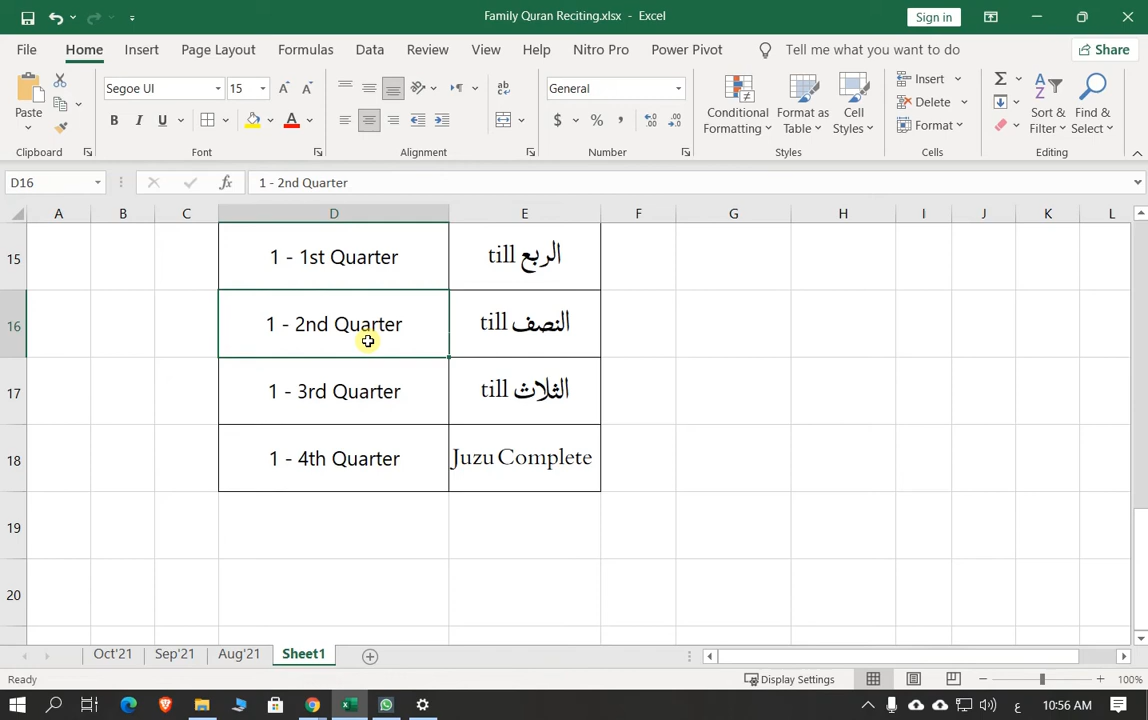 Family Quran Reciting.xlsx - Excel
Sign in
File Home Insert Page Layout Formulas Data Review View Help Nitro Pro Power Pivot Tell me what you want to do Share
Paste
Segoe UI 15
General
Conditional Formatting
Format as Table
Cell Styles
Insert
Delete
Format
Sort & Filter
Find & Select
Clipboard Font Alignment Number Styles Cells Editing
D16 fx 1 - 2nd Quarter
A B C D E F G H I J K L
15 1 - 1st Quarter till الربع
16 1 - 2nd Quarter till النصف
17 1 - 3rd Quarter till الثلاث
18 1 - 4th Quarter Juzu Complete
19
20
Oct'21 Sep'21 Aug'21 Sheet1
Ready Display Settings 100%
ع 10:56 AM